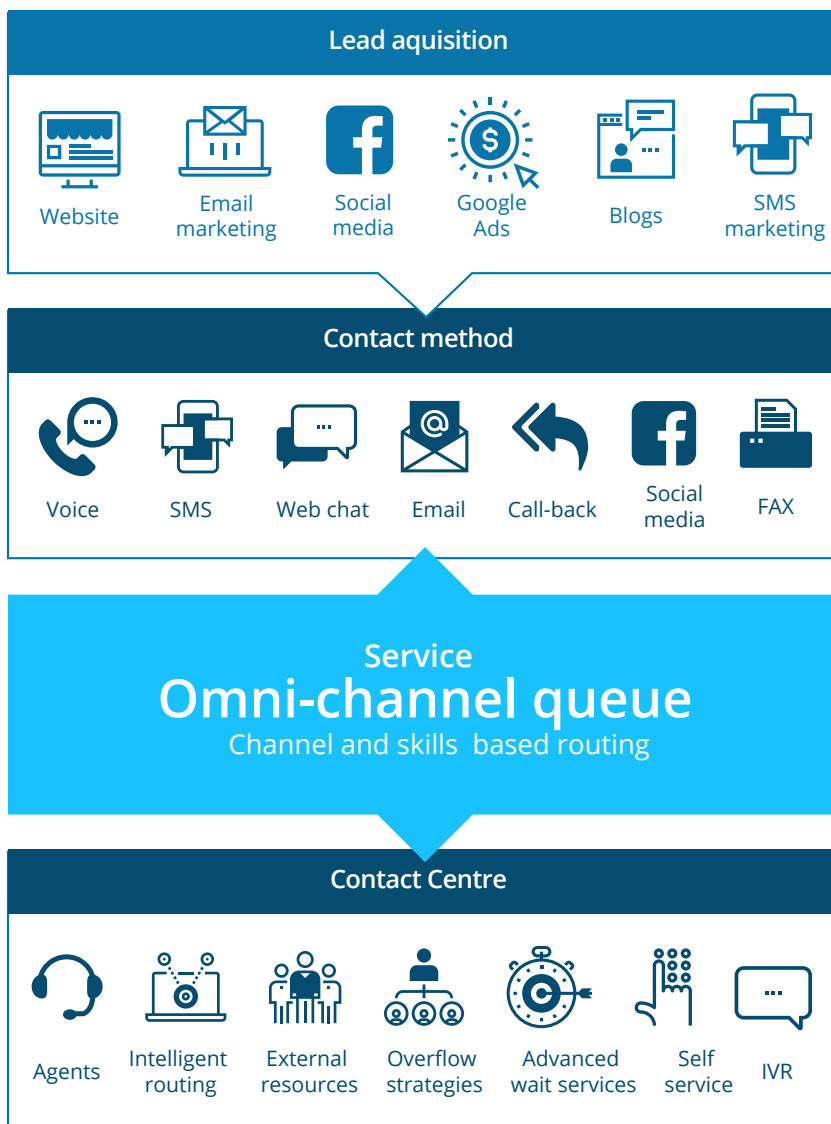 Lead aquisition
Website
Email
marketing
Social
media
Google
Ads
Blogs
SMS
marketing
Contact method
Voice
SMS
Web chat
Email
Call-back
Social
media
FAX
Service
Omni-channel queue
Channel and skills based routing
Contact Centre
Agents
Intelligent
routing
External
resources
Overflow
strategies
Advanced
wait services
Self
service
IVR